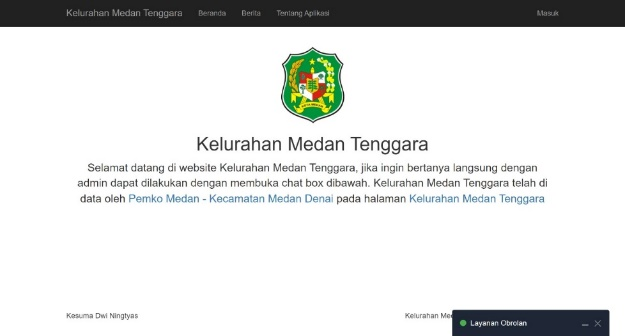 Kelurahan Medan Tenggara Beranda Berita Tentang Aplikasi Masuk
Kelurahan Medan Tenggara
Selamat datang di website Kelurahan Medan Tenggara, jika ingin bertanya langsung dengan
admin dapat dilakukan dengan membuka chat box dibawah. Kelurahan Medan Tenggara telah di
data oleh Pemko Medan - Kecamatan Medan Denai pada halaman Kelurahan Medan Tenggara
Kesuma Dwi Ningtyas Kelurahan
Layanan Obrolan